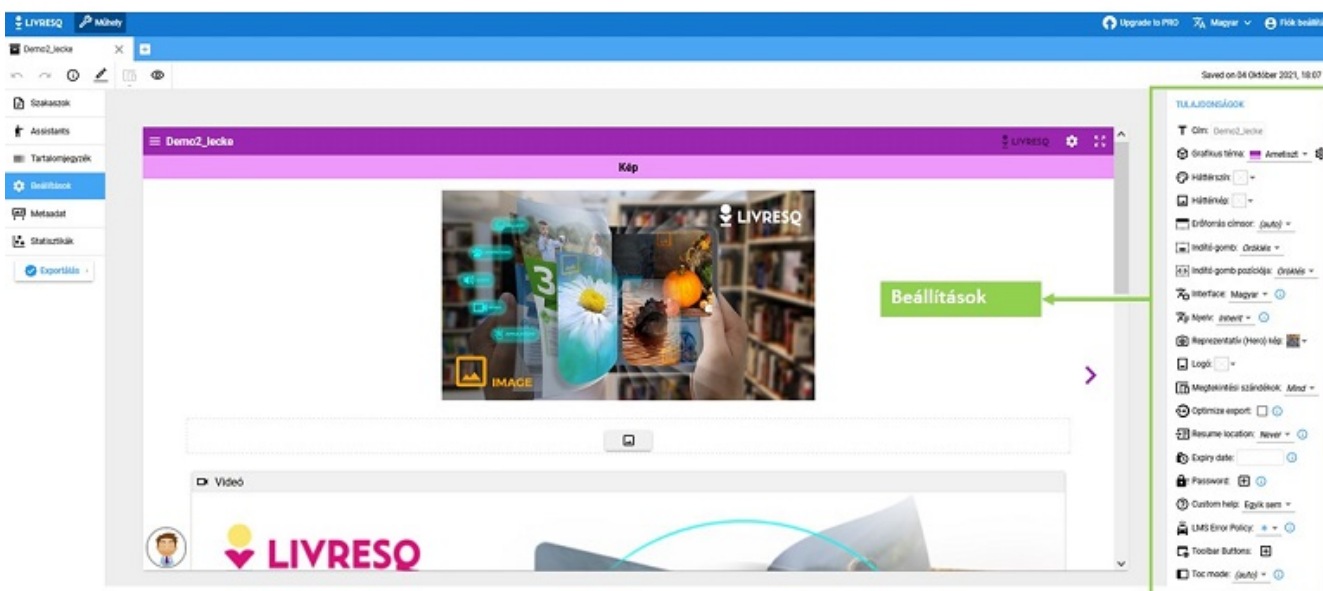 LIVRESQ Műhely Upgrade to PRO Magyar Fiók beállítá
Demo2_lecke
Saved on 04 Október 2021, 18:07
Szakaszok
Assistants
Tartalomjegyzék
Beállítások
Metaadat
Statisztikák
Exportálás
Demo2_lecke LIVRESQ
Kép
LIVRESQ
3
IMAGE
Videó
LIVRESQ
Beállítások
TULAJDONSÁGOK
Cím: Demo2_lecke
Grafikus téma: Ametiszt
Háttérszín:
Háttérkép:
Erőforrás címsor: (auto)
Indító gomb: Öröklés
Indító gomb pozíciója: Öröklés
Interface: Magyar
Nyelv: Inherit
Reprezentatív (Hero) kép:
Logó:
Megtekintési szándékok: Mind
Optimize export:
Resume location: Never
Expiry date:
Password:
Custom help: Egyik sem
LMS Error Policy: *
Toolbar Buttons:
Toc mode: (auto)